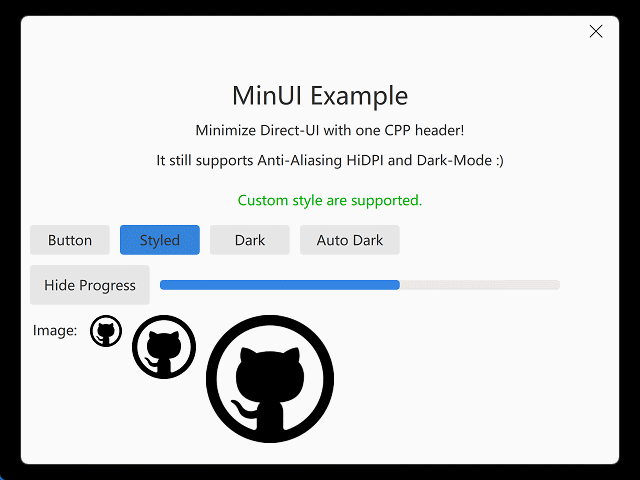 MinUI Example
Minimize Direct-UI with one CPP header!
It still supports Anti-Aliasing HiDPI and Dark-Mode :)
Custom style are supported.
Button Styled Dark Auto Dark
Hide Progress
Image: